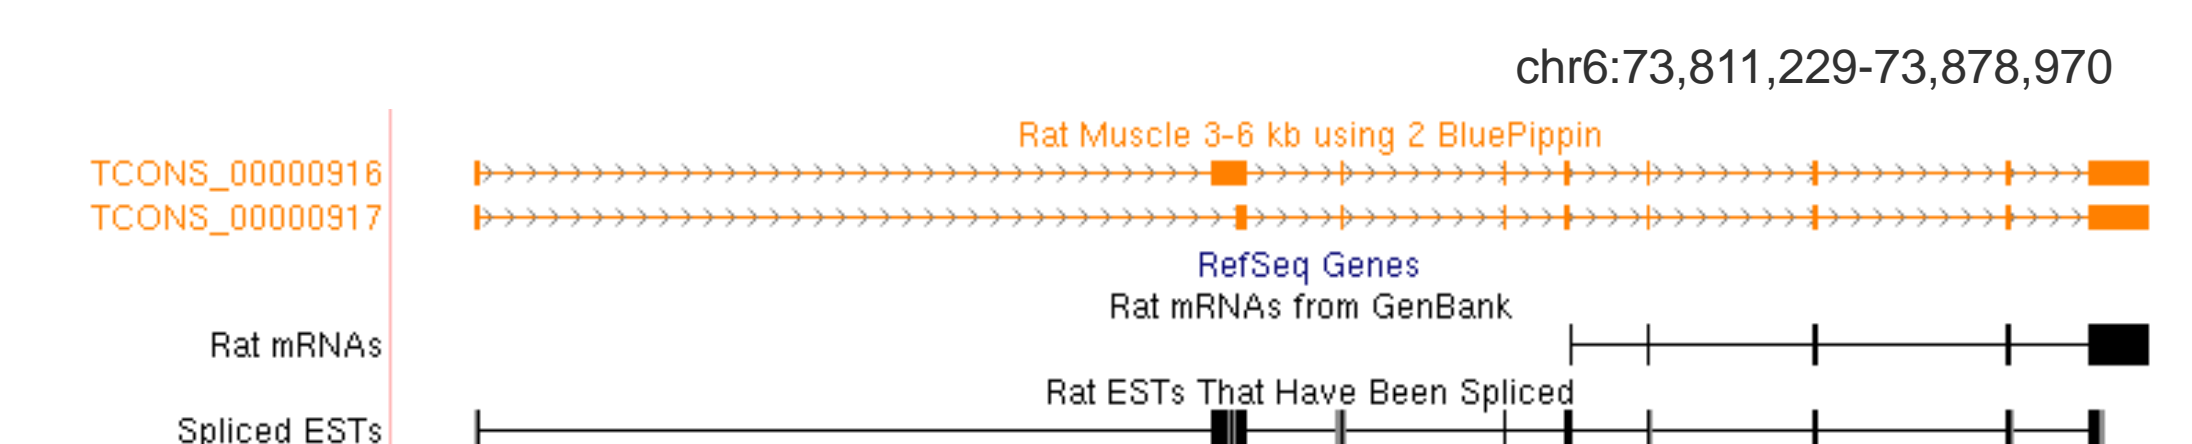 chr6:73,811,229-73,878,970
Rat Muscle 3-6 kb using 2 BluePippin
TCONS_00000916
TCONS_00000917
RefSeq Genes
Rat mRNAs from GenBank
Rat mRNAs
Rat ESTs That Have Been Spliced
Spliced ESTs